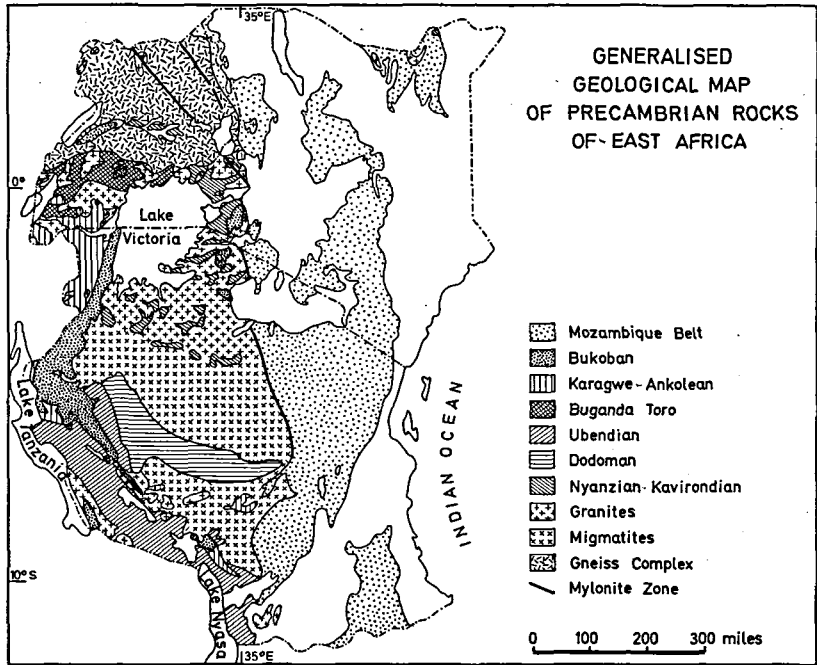 35°E
GENERALISED
GEOLOGICAL MAP
OF PRECAMBRIAN ROCKS
OF-EAST AFRICA
0°
Lake
Victoria
Mozambique Belt
Bukoban
Karagwe-Ankolean
Buganda Toro
Ubendian
Dodoman
Nyanzian-Kavirondian
Granites
Migmatites
Gneiss Complex
Mylonite Zone
Lake Tanzania
INDIAN OCEAN
10°S
Lake Nyasa
35°E
0 100 200 300 miles